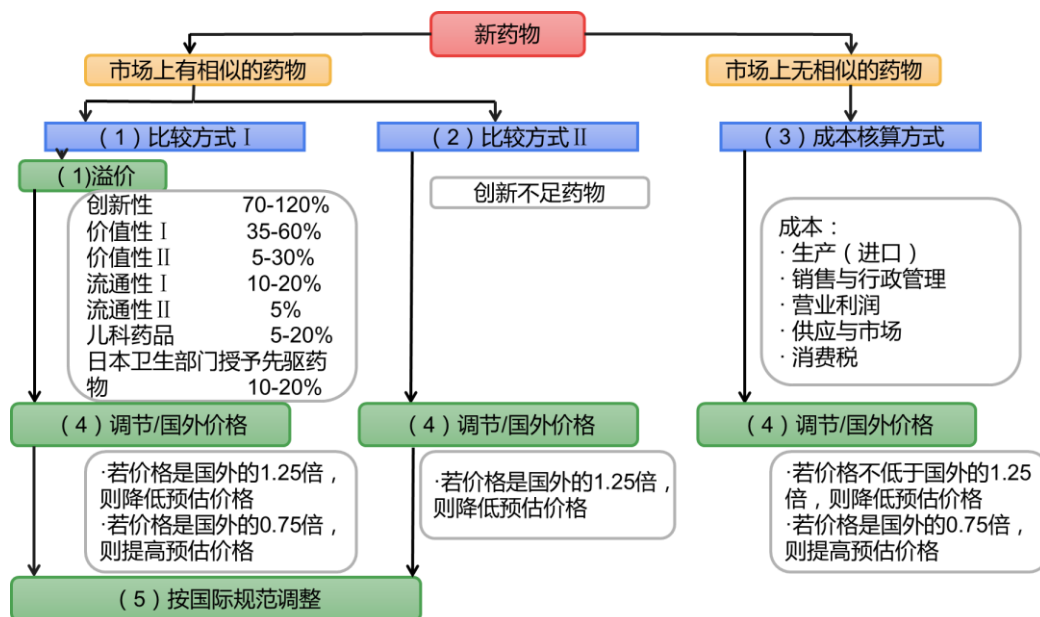 新药物
市场上有相似的药物
市场上无相似的药物
（1）比较方式Ⅰ
（2）比较方式Ⅱ
（3）成本核算方式
（1)溢价
创新性 70-120%
价值性Ⅰ 35-60%
价值性Ⅱ 5-30%
流通性Ⅰ 10-20%
流通性Ⅱ 5%
儿科药品 5-20%
日本卫生部门授予先驱药
物 10-20%
创新不足药物
成本：
·生产（进口）
·销售与行政管理
·营业利润
·供应与市场
·消费税
（4）调节/国外价格
（4）调节/国外价格
（4）调节/国外价格
·若价格是国外的1.25倍，
则降低预估价格
·若价格是国外的0.75倍，
则提高预估价格
·若价格是国外的1.25倍，
则降低预估价格
·若价格不低于国外的1.25
倍，则降低预估价格
·若价格是国外的0.75倍，
则提高预估价格
（5）按国际规范调整